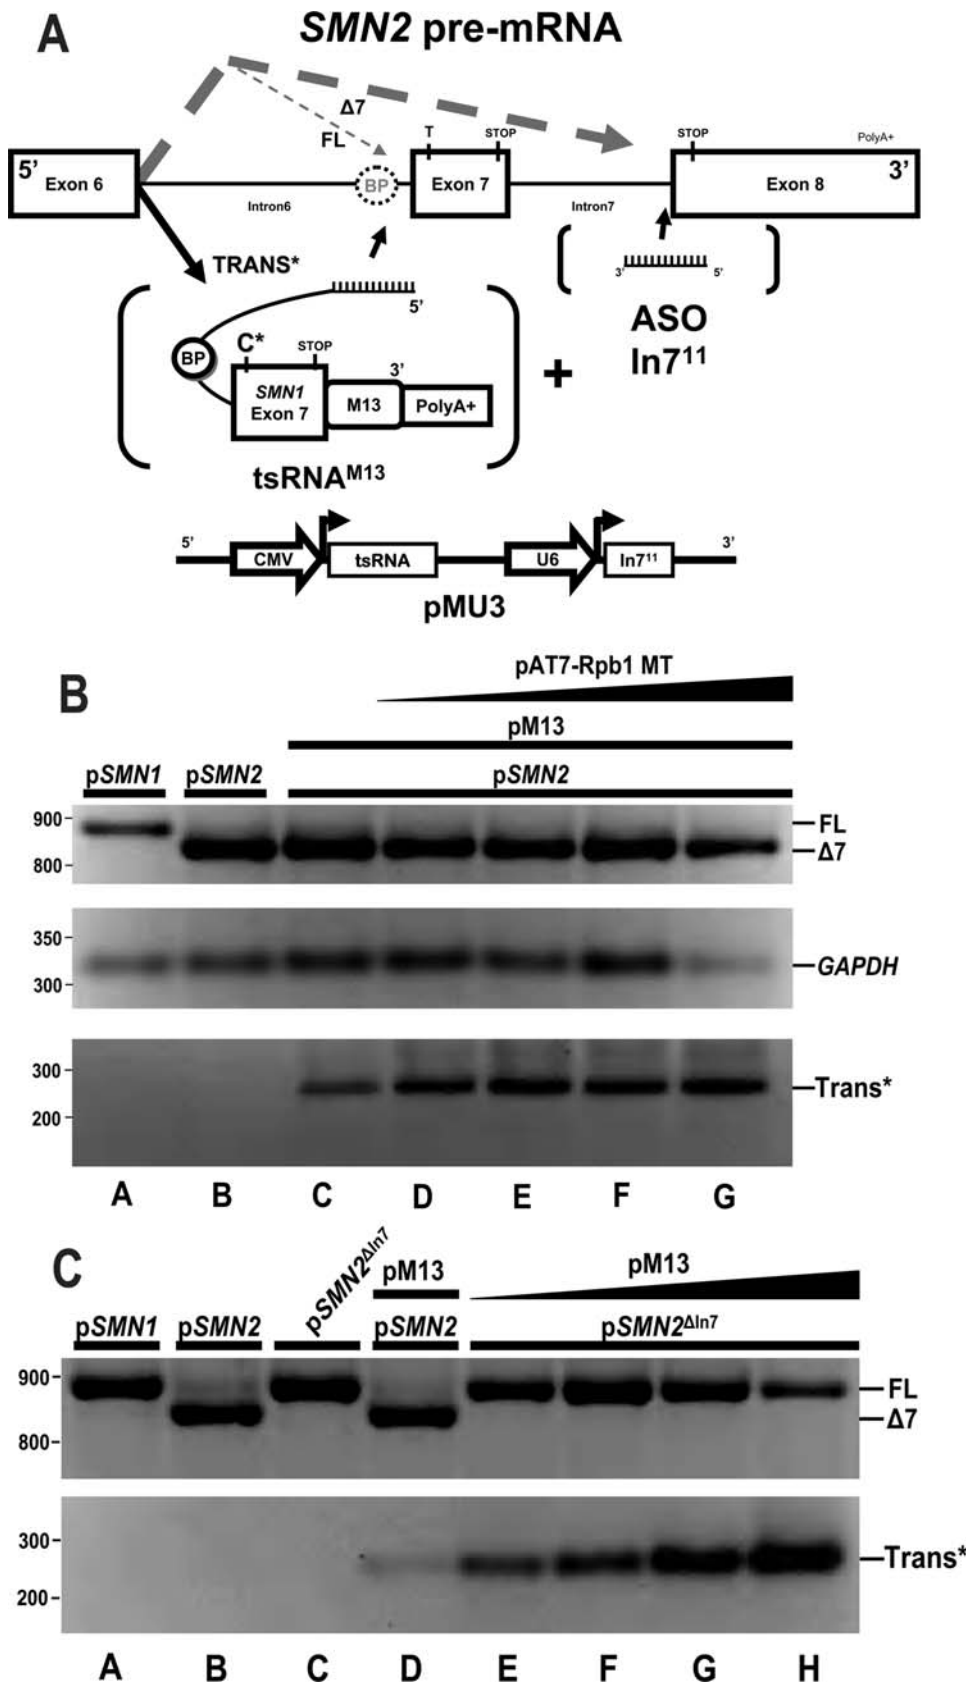 A
SMN2 pre-mRNA
Δ7
FL
T
STOP
STOP
PolyA+
5’
Exon 6
BP
Exon 7
Exon 8
3’
Intron6
Intron7
TRANS*
5’
3’
5’
BP
C*
STOP
3’
SMN1
Exon 7
M13
PolyA+
+
ASO
In7¹¹
tsRNAᴹ¹³
5’
CMV
tsRNA
U6
In7¹¹
3’
pMU3
B
pAT7-Rpb1 MT
pM13
pSMN1
pSMN2
pSMN2
900
800
FL
Δ7
350
300
GAPDH
300
200
Trans*
A B C D E F G
C
pSMN2ΔIn7
pM13
pM13
pSMN1
pSMN2
pSMN2
pSMN2ΔIn7
900
800
FL
Δ7
300
200
Trans*
A B C D E F G H